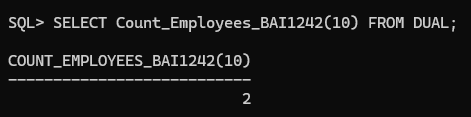 SQL> SELECT Count_Employees_BAI1242(10) FROM DUAL;
COUNT_EMPLOYEES_BAI1242(10)
---------------------------
2